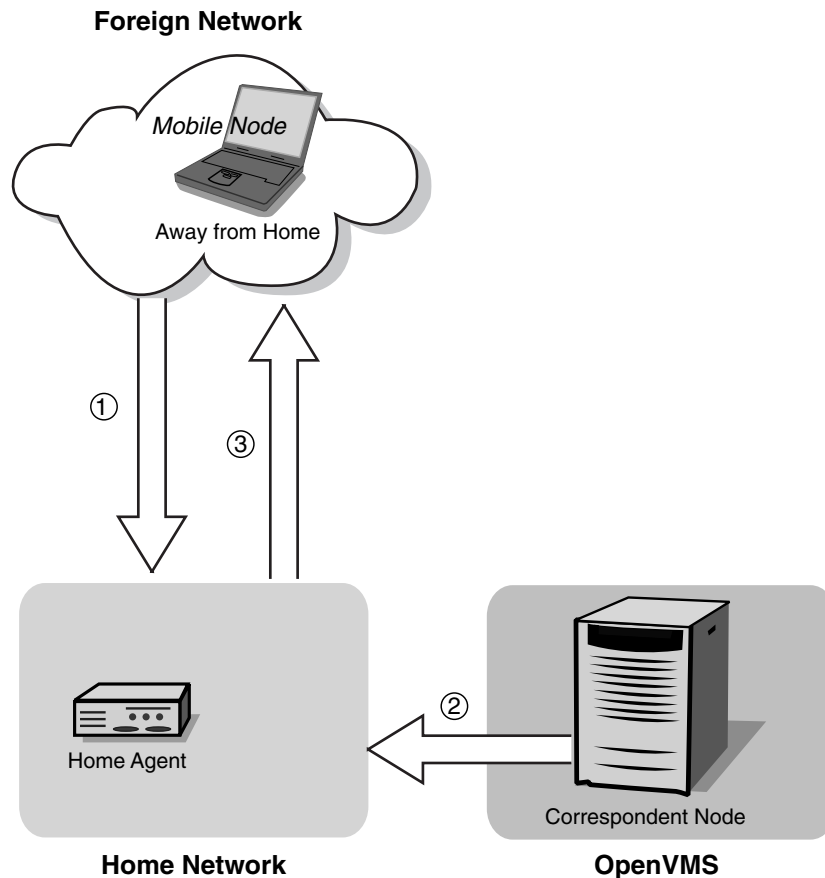 Foreign Network
Mobile Node
Away from Home
①
③
②
Home Agent
Correspondent Node
Home Network
OpenVMS